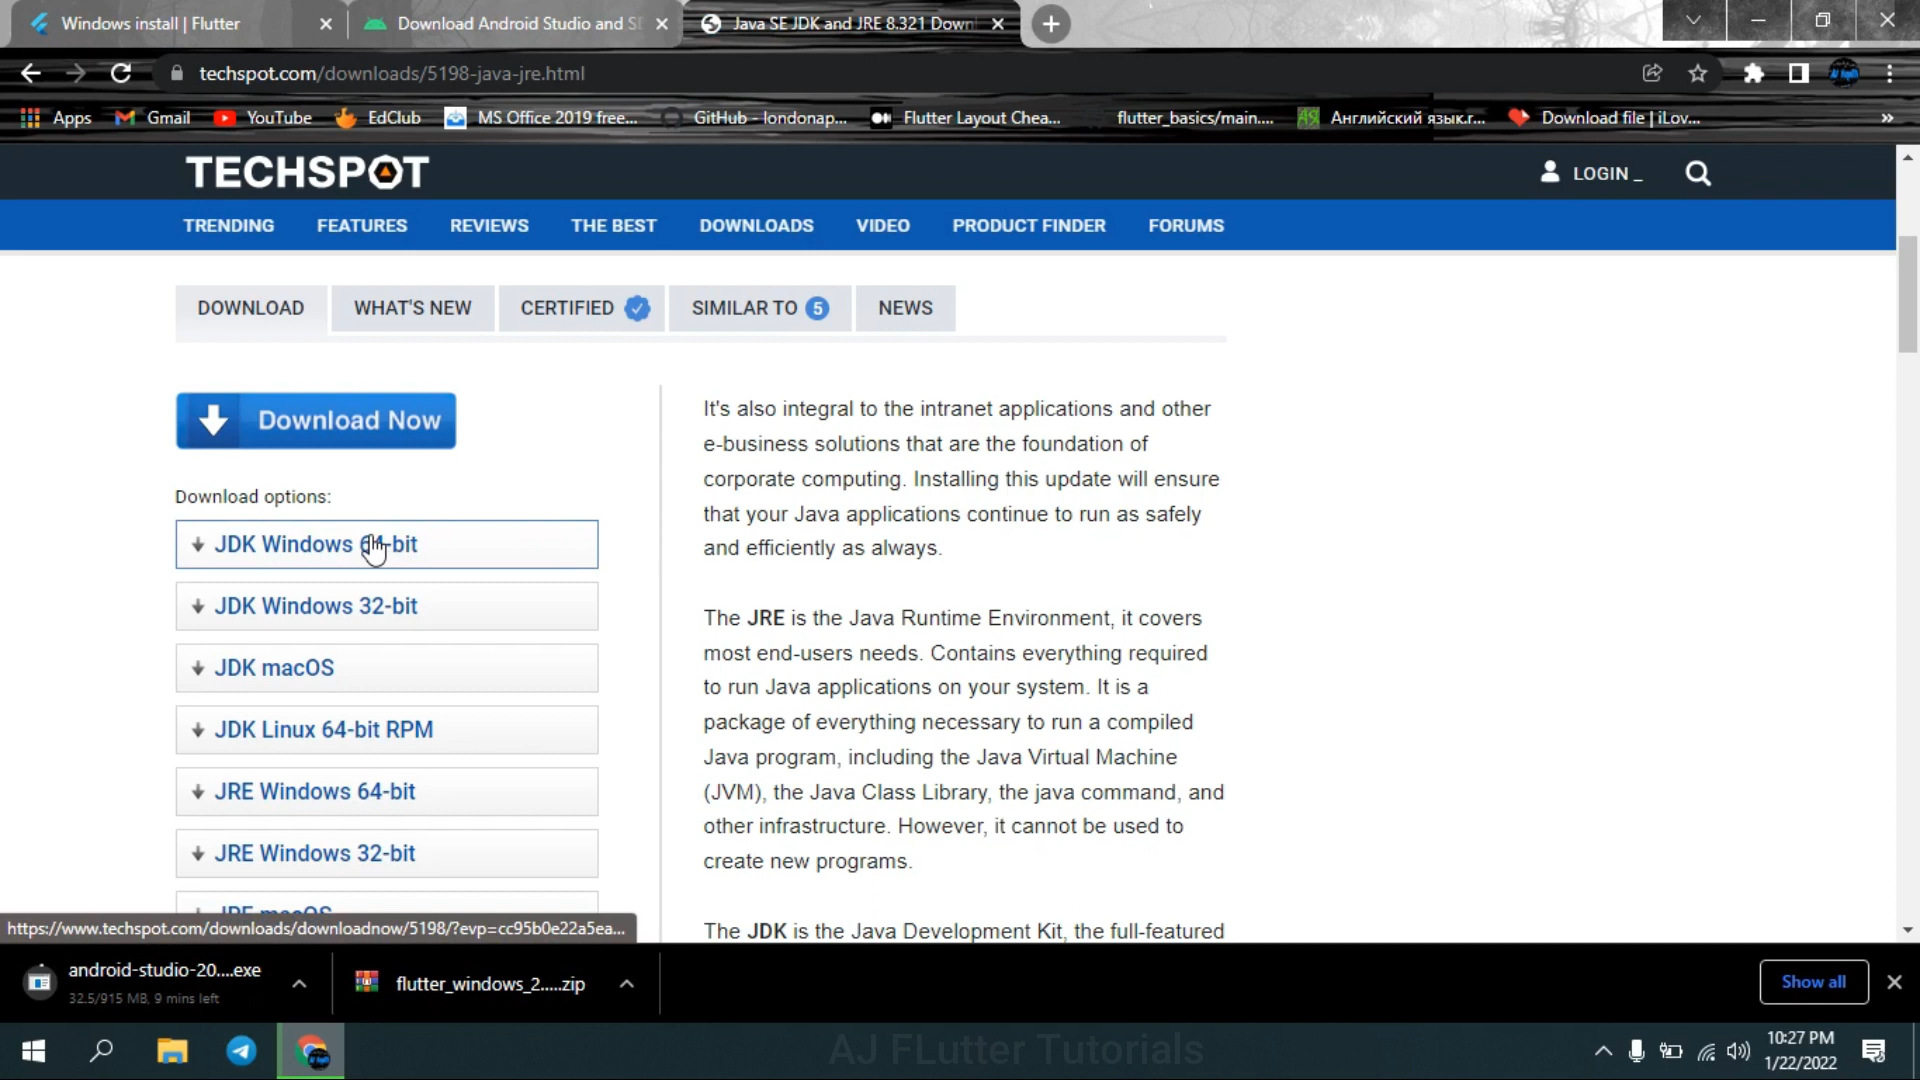 Windows install | Flutter
Download Android Studio and S
Java SE JDK and JRE 8.321 Down
techspot.com/downloads/5198-java-jre.html
Apps
Gmail
YouTube
EdClub
MS Office 2019 free...
GitHub - londonap...
Flutter Layout Chea...
flutter_basics/main....
Английский язык.r...
Download file | iLov...
»
TECHSPOT
LOGIN _
TRENDING
FEATURES
REVIEWS
THE BEST
DOWNLOADS
VIDEO
PRODUCT FINDER
FORUMS
DOWNLOAD
WHAT'S NEW
CERTIFIED
SIMILAR TO 5
NEWS
Download Now
Download options:
JDK Windows 64-bit
JDK Windows 32-bit
JDK macOS
JDK Linux 64-bit RPM
JRE Windows 64-bit
JRE Windows 32-bit
JRE macOS
It's also integral to the intranet applications and other
e-business solutions that are the foundation of
corporate computing. Installing this update will ensure
that your Java applications continue to run as safely
and efficiently as always.
The JRE is the Java Runtime Environment, it covers
most end-users needs. Contains everything required
to run Java applications on your system. It is a
package of everything necessary to run a compiled
Java program, including the Java Virtual Machine
(JVM), the Java Class Library, the java command, and
other infrastructure. However, it cannot be used to
create new programs.
The JDK is the Java Development Kit, the full-featured
https://www.techspot.com/downloads/downloadnow/5198/?evp=cc95b0e22a5ea...
android-studio-20....exe
32.5/915 MB, 9 mins left
flutter_windows_2.....zip
Show all
AJ FLutter Tutorials
10:27 PM
1/22/2022